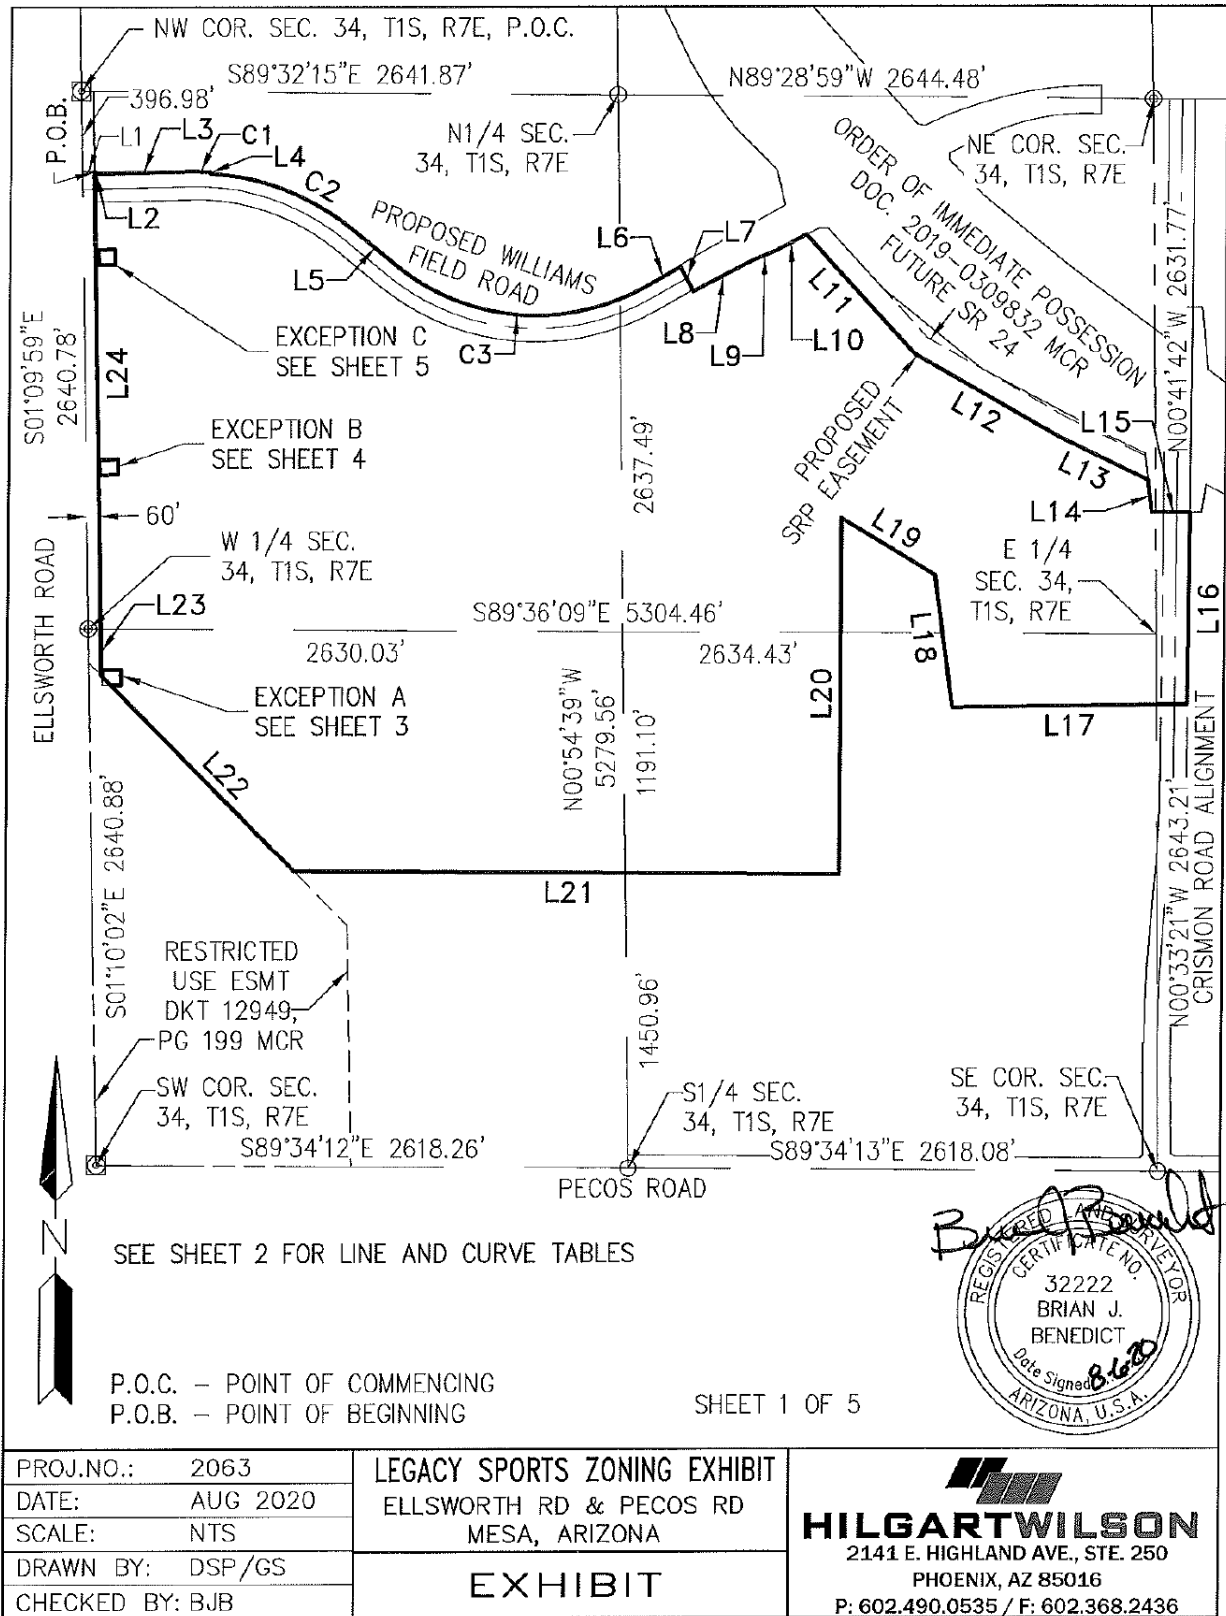 NW COR. SEC. 34, T1S, R7E, P.O.C.
S89°32'15"E 2641.87'
N89°28'59"W 2644.48'
396.98'
P.O.B.
L1
L3
C1
L4
C2
L2
N1/4 SEC.
34, T1S, R7E
NE COR. SEC.
34, T1S, R7E
ORDER OF IMMEDIATE POSSESSION
DOC. 2019-0309832 MCR
FUTURE SR 24
N00°41'42"W 2631.77'
PROPOSED WILLIAMS
FIELD ROAD
L5
L6
L7
L8
L9
L10
L11
C3
S01°09'59"E
2640.78'
L24
EXCEPTION C
SEE SHEET 5
EXCEPTION B
SEE SHEET 4
60'
W 1/4 SEC.
34, T1S, R7E
ELLSWORTH ROAD
L23
2637.49'
PROPOSED
SRP EASEMENT
L12
L13
L15
L14
L19
E 1/4
SEC. 34,
T1S, R7E
L16
S89°36'09"E 5304.46'
2630.03'
2634.43'
L18
L20
L17
EXCEPTION A
SEE SHEET 3
L22
N00°54'39"W
5279.56'
1191.10'
L21
S01°10'02"E 2640.88'
N00°33'21"W 2643.21'
CRISMON ROAD ALIGNMENT
RESTRICTED
USE ESMT
DKT 12949,
PG 199 MCR
1450.96'
SW COR. SEC.
34, T1S, R7E
S1/4 SEC.
34, T1S, R7E
SE COR. SEC.
34, T1S, R7E
S89°34'12"E 2618.26'
S89°34'13"E 2618.08'
PECOS ROAD
N
SEE SHEET 2 FOR LINE AND CURVE TABLES
REGISTERED LAND SURVEYOR
CERTIFICATE NO.
32222
BRIAN J.
BENEDICT
Date Signed 8-6-20
ARIZONA, U.S.A.
P.O.C. – POINT OF COMMENCING
P.O.B. – POINT OF BEGINNING
SHEET 1 OF 5
PROJ.NO.: 2063
DATE: AUG 2020
SCALE: NTS
DRAWN BY: DSP/GS
CHECKED BY: BJB
LEGACY SPORTS ZONING EXHIBIT
ELLSWORTH RD & PECOS RD
MESA, ARIZONA
EXHIBIT
HILGARTWILSON
2141 E. HIGHLAND AVE., STE. 250
PHOENIX, AZ 85016
P: 602.490.0535 / F: 602.368.2436